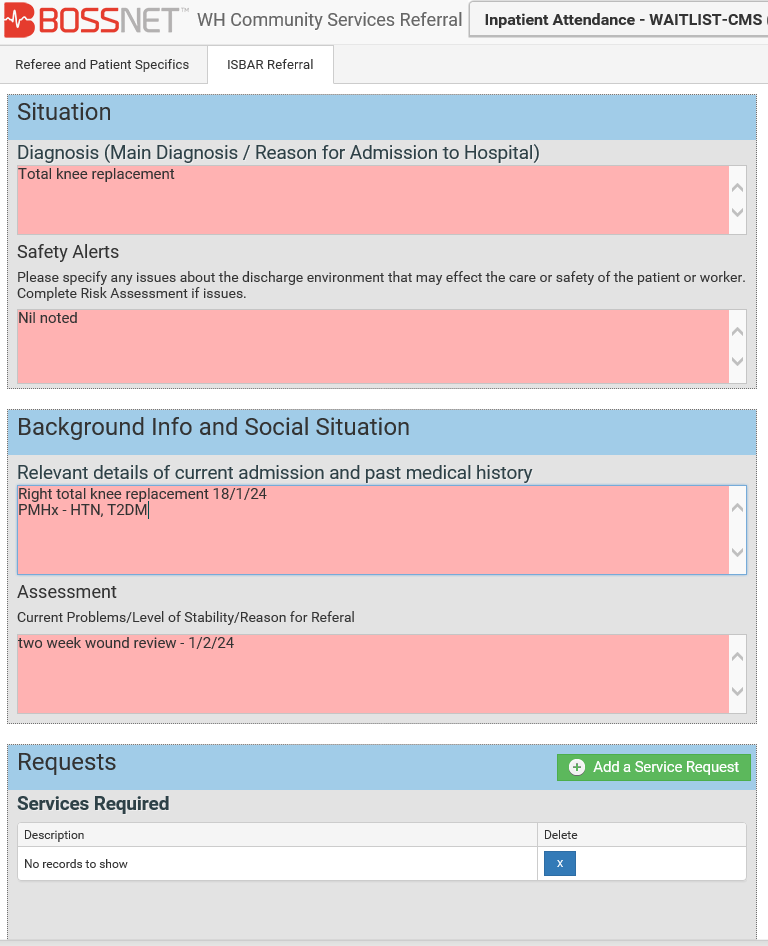 BOSSNET™ WH Community Services Referral Inpatient Attendance - WAITLIST-CMS (
Referee and Patient Specifics ISBAR Referral
Situation
Diagnosis (Main Diagnosis / Reason for Admission to Hospital)
Total knee replacement
Safety Alerts
Please specify any issues about the discharge environment that may effect the care or safety of the patient or worker.
Complete Risk Assessment if issues.
Nil noted
Background Info and Social Situation
Relevant details of current admission and past medical history
Right total knee replacement 18/1/24
PMHx - HTN, T2DM
Assessment
Current Problems/Level of Stability/Reason for Referal
two week wound review - 1/2/24
Requests Add a Service Request
Services Required
Description Delete
No records to show x